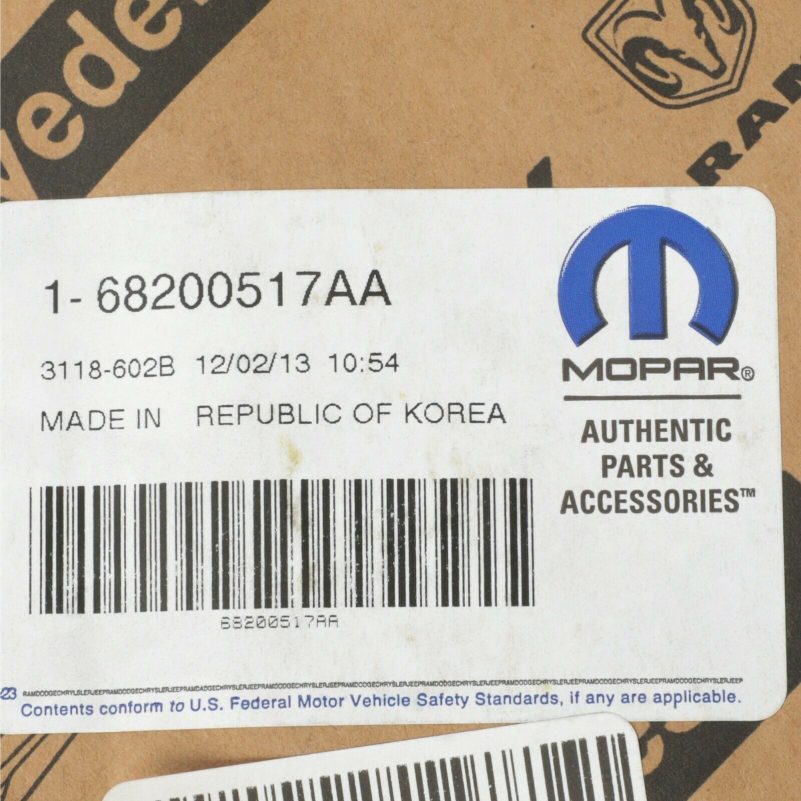 RAM
1- 68200517AA
3118-602B 12/02/13 10:54
MADE IN REPUBLIC OF KOREA
68200517AA
MOPAR®
AUTHENTIC
PARTS &
ACCESSORIES™
Contents conform to U.S. Federal Motor Vehicle Safety Standards, if any are applicable.